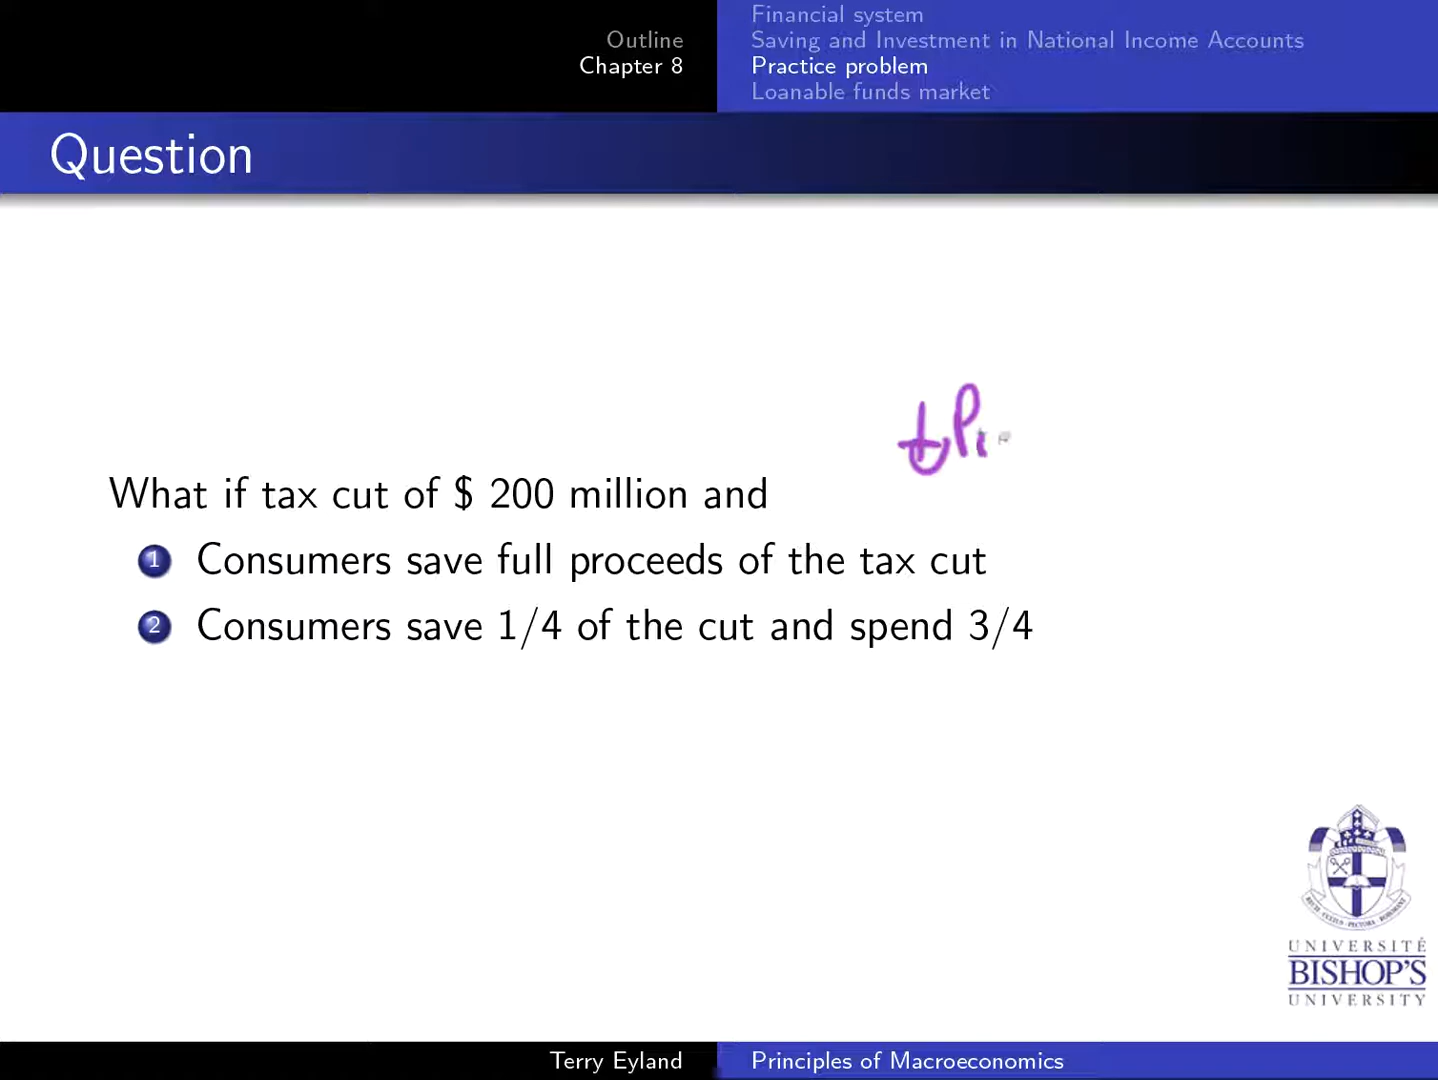 Outline
Chapter 8
Financial system
Saving and Investment in National Income Accounts
Practice problem
Loanable funds market
Question
What if tax cut of $ 200 million and
1 Consumers save full proceeds of the tax cut
2 Consumers save 1/4 of the cut and spend 3/4
UNIVERSITÉ
BISHOP'S
UNIVERSITY
Terry Eyland
Principles of Macroeconomics